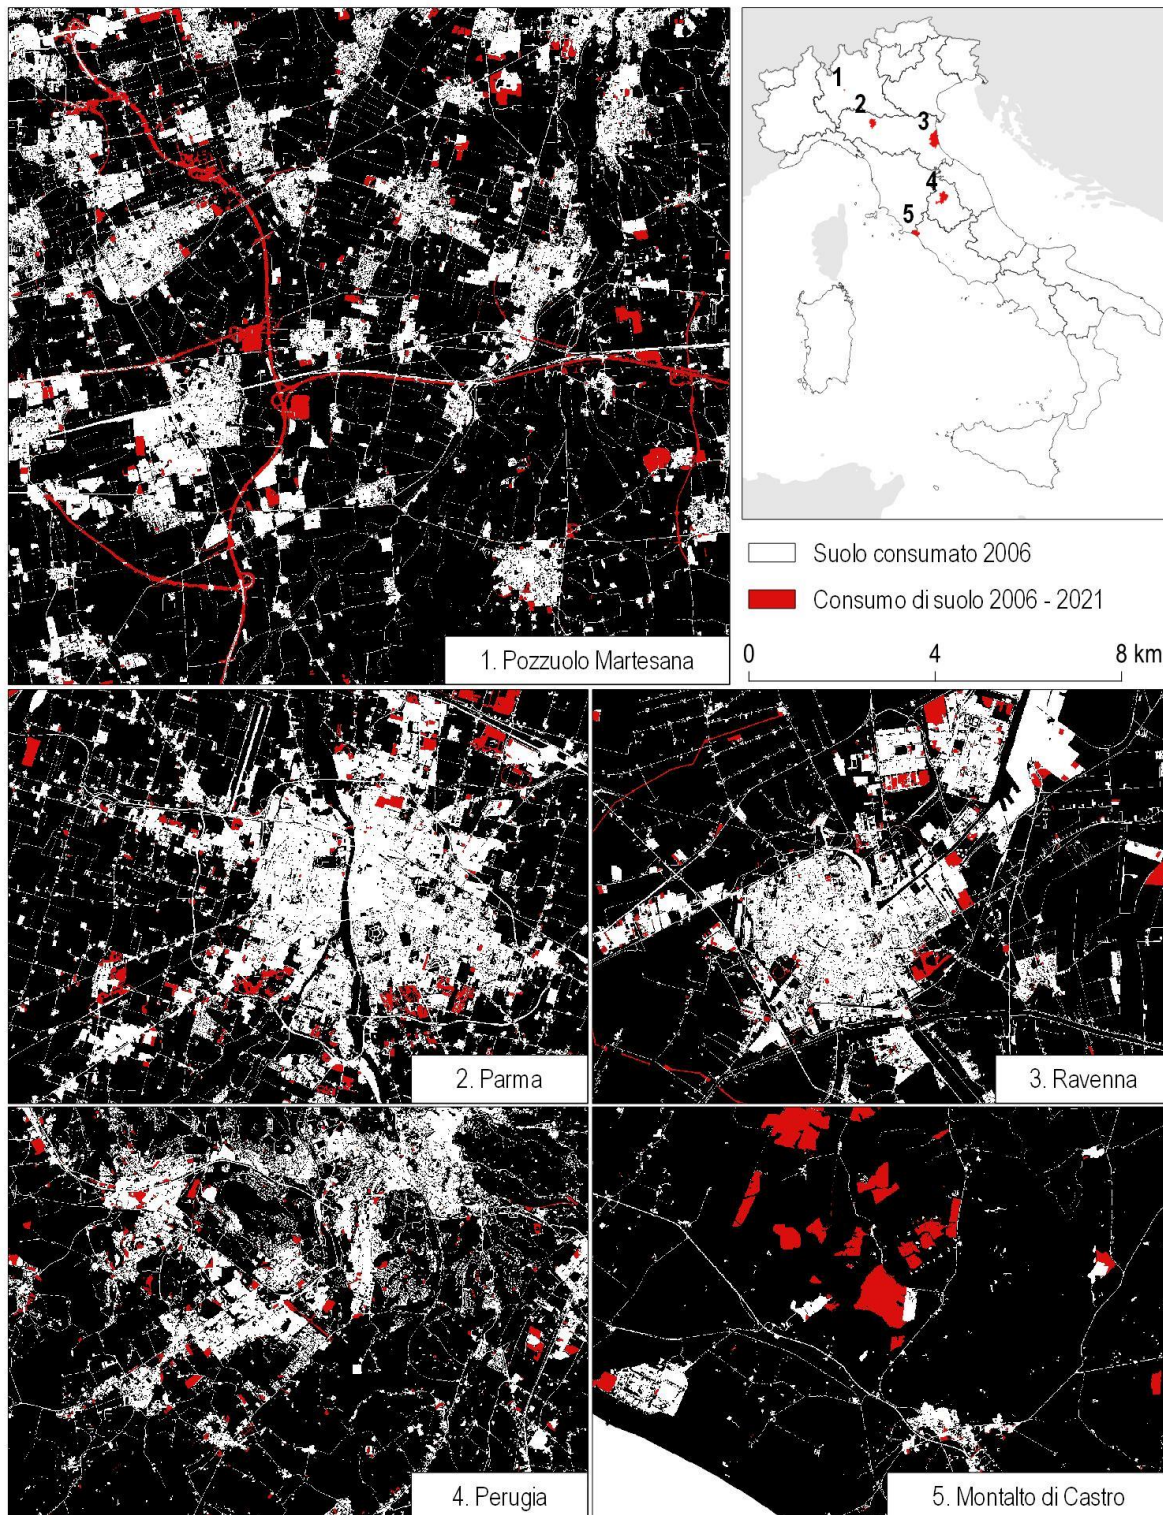 1
2
3
4
5
Suolo consumato 2006
Consumo di suolo 2006 - 2021
0 4 8 km
1. Pozzuolo Martesana
2. Parma
3. Ravenna
4. Perugia
5. Montalto di Castro